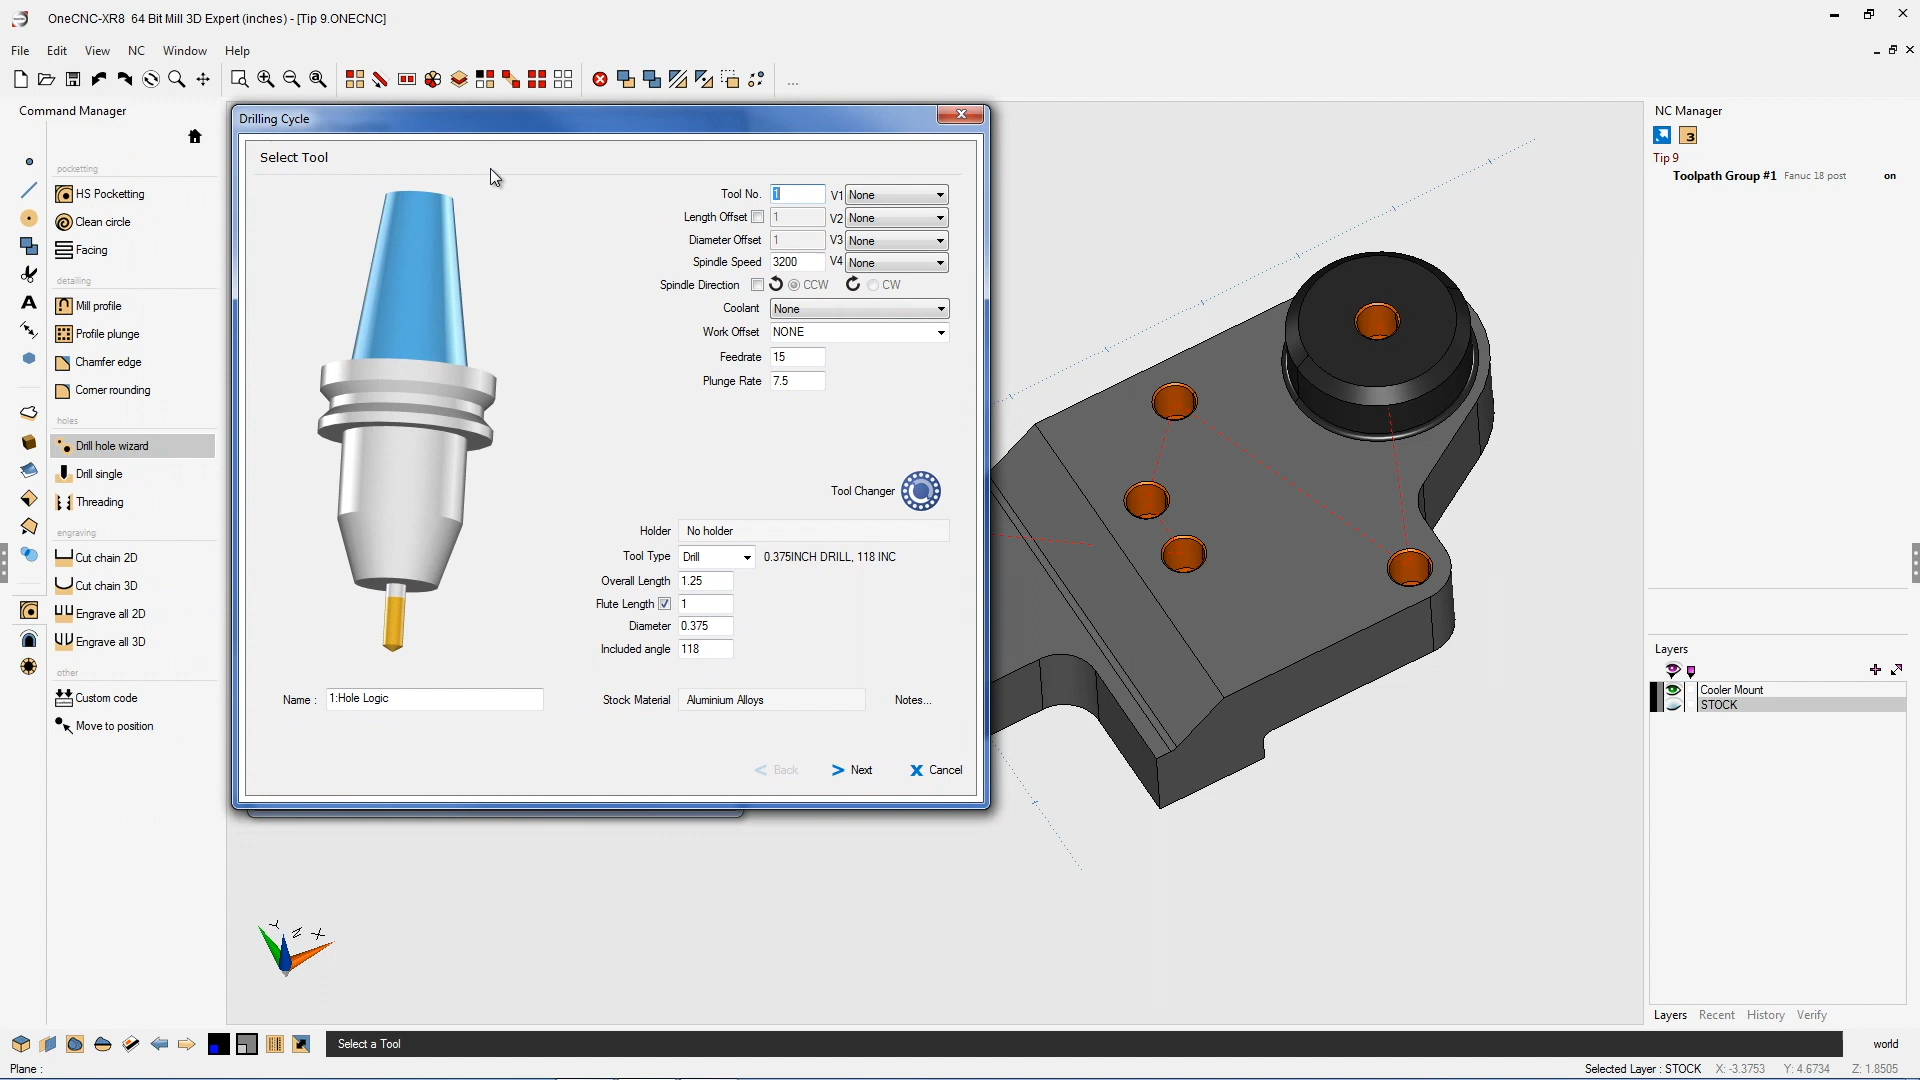 OneCNC-XR8 64 Bit Mill 3D Expert (inches) - [Tip 9.ONECNC]
File Edit View NC Window Help
...
Command Manager
pocketting
HS Pocketting
Clean circle
Facing
detailing
Mill profile
Profile plunge
Chamfer edge
Corner rounding
holes
Drill hole wizard
Drill single
Threading
engraving
Cut chain 2D
Cut chain 3D
Engrave all 2D
Engrave all 3D
other
Custom code
Move to position
Drilling Cycle
Select Tool
Tool No. 1 V1 None
Length Offset 1 V2 None
Diameter Offset 1 V3 None
Spindle Speed 3200 V4 None
Spindle Direction CCW CW
Coolant None
Work Offset NONE
Feedrate 15
Plunge Rate 7.5
Tool Changer
Holder No holder
Tool Type Drill 0.375INCH DRILL, 118 INC
Overall Length 1.25
Flute Length 1
Diameter 0.375
Included angle 118
Name : 1:Hole Logic Stock Material Aluminium Alloys Notes...
< Back > Next X Cancel
Y Z X
NC Manager
3
Tip 9
Toolpath Group #1 Fanuc 18 post on
Layers
Cooler Mount
STOCK
Layers Recent History Verify
Select a Tool
world
Plane :
Selected Layer : STOCK X: -3.3753 Y: 4.6734 Z: 1.8505